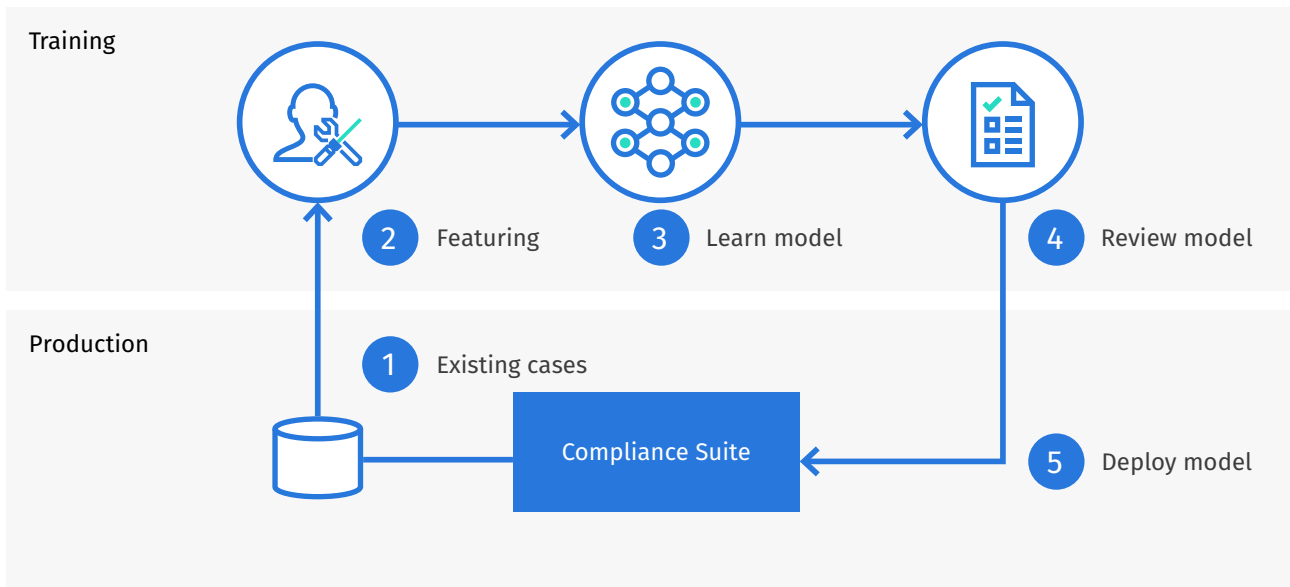 Training
2 Featuring
3 Learn model
4 Review model
Production
1 Existing cases
Compliance Suite
5 Deploy model